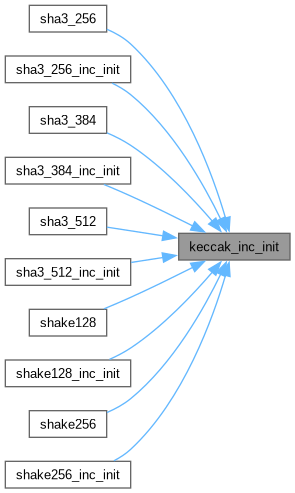 sha3_256
sha3_256_inc_init
sha3_384
sha3_384_inc_init
sha3_512
keccak_inc_init
sha3_512_inc_init
shake128
shake128_inc_init
shake256
shake256_inc_init